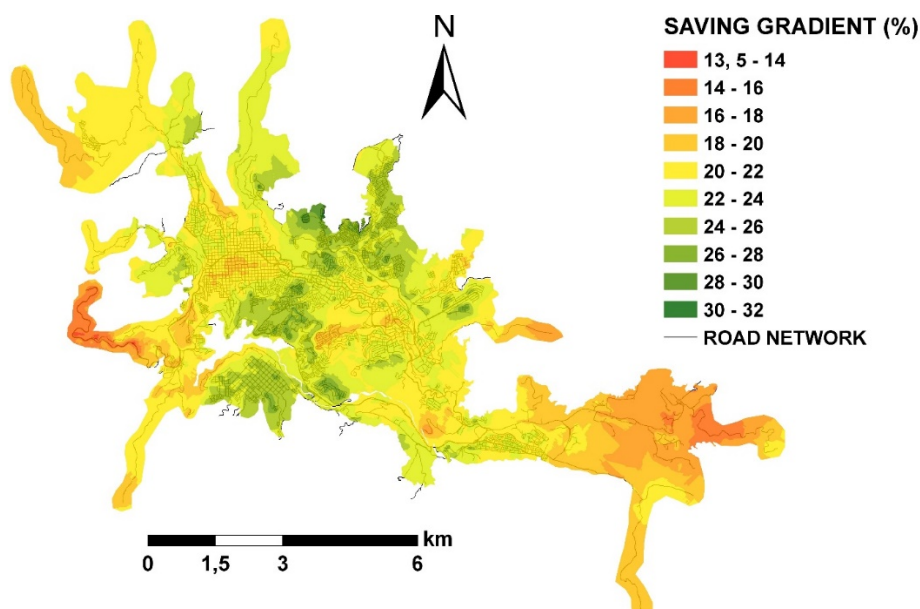 N
SAVING GRADIENT (%)
13, 5 - 14
14 - 16
16 - 18
18 - 20
20 - 22
22 - 24
24 - 26
26 - 28
28 - 30
30 - 32
ROAD NETWORK
km
0 1,5 3 6